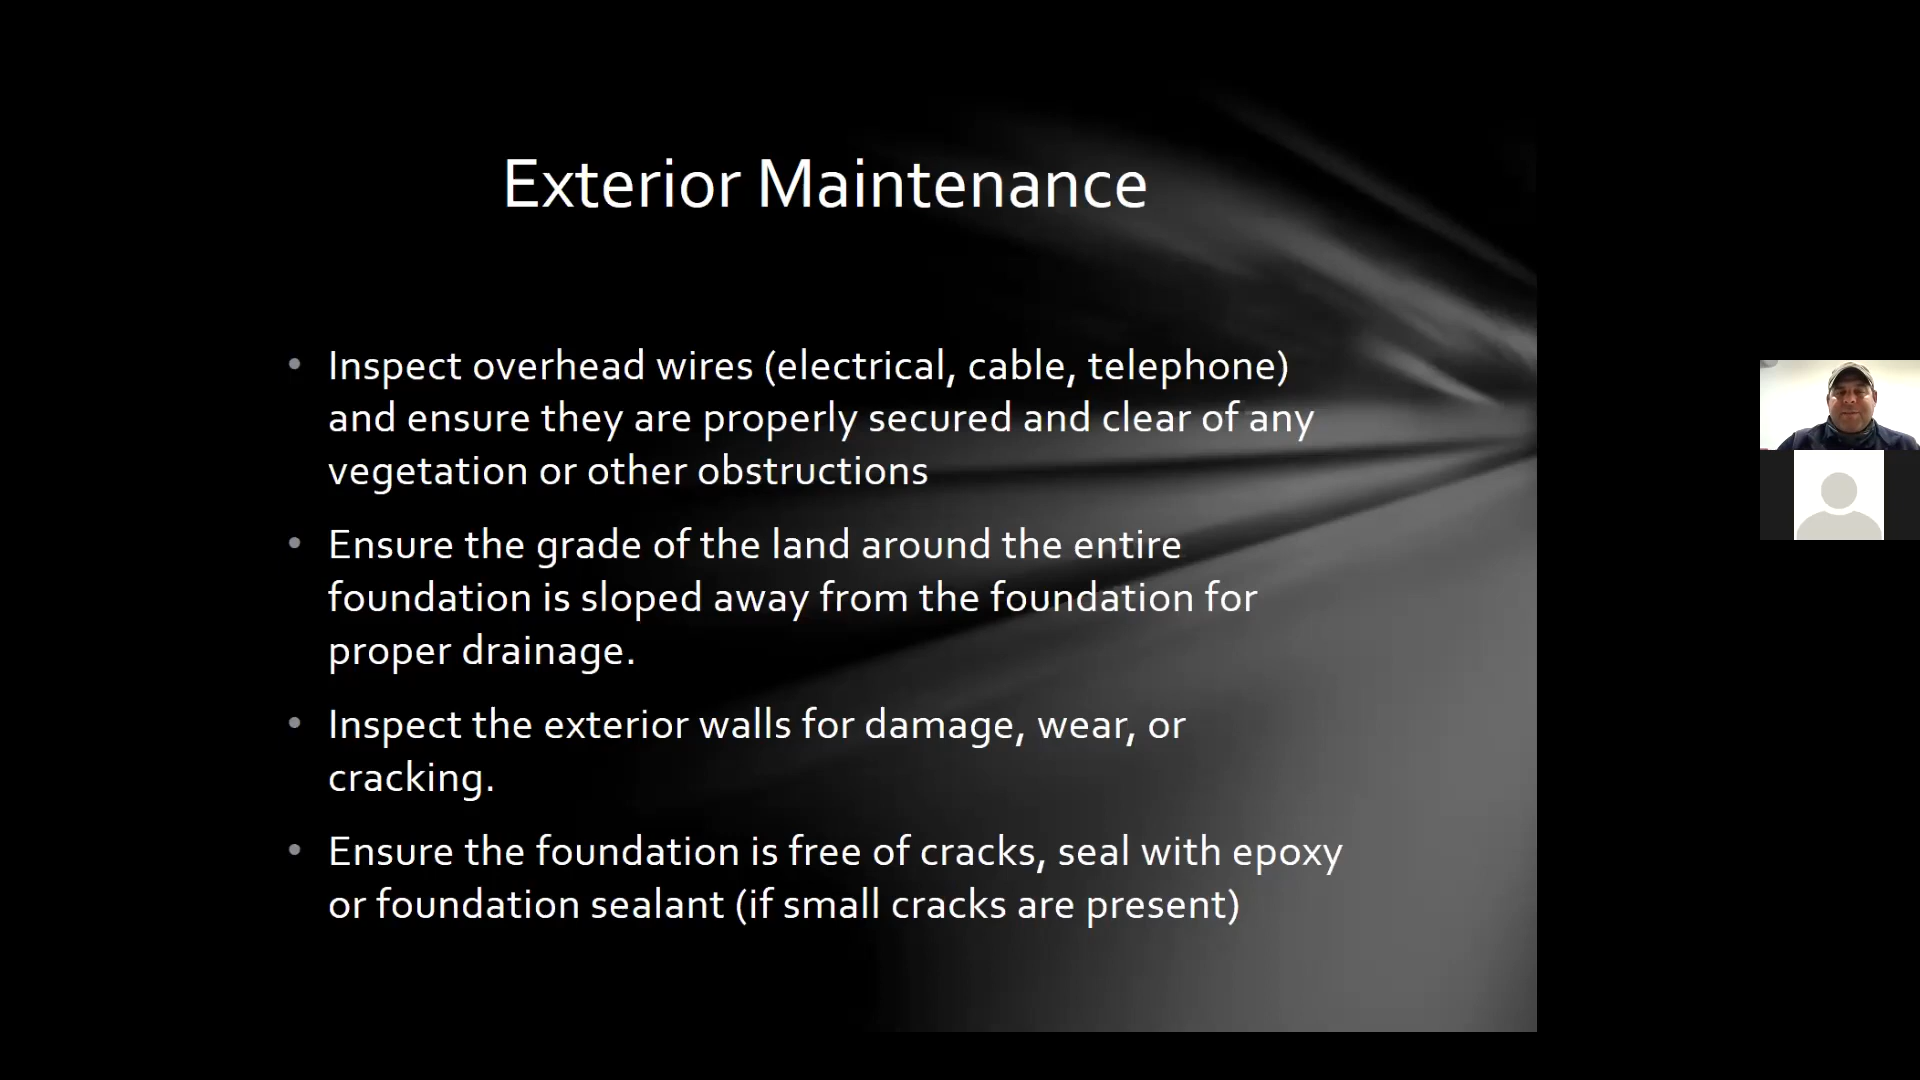 Exterior Maintenance
• Inspect overhead wires (electrical, cable, telephone)
and ensure they are properly secured and clear of any
vegetation or other obstructions
• Ensure the grade of the land around the entire
foundation is sloped away from the foundation for
proper drainage.
• Inspect the exterior walls for damage, wear, or
cracking.
• Ensure the foundation is free of cracks, seal with epoxy
or foundation sealant (if small cracks are present)